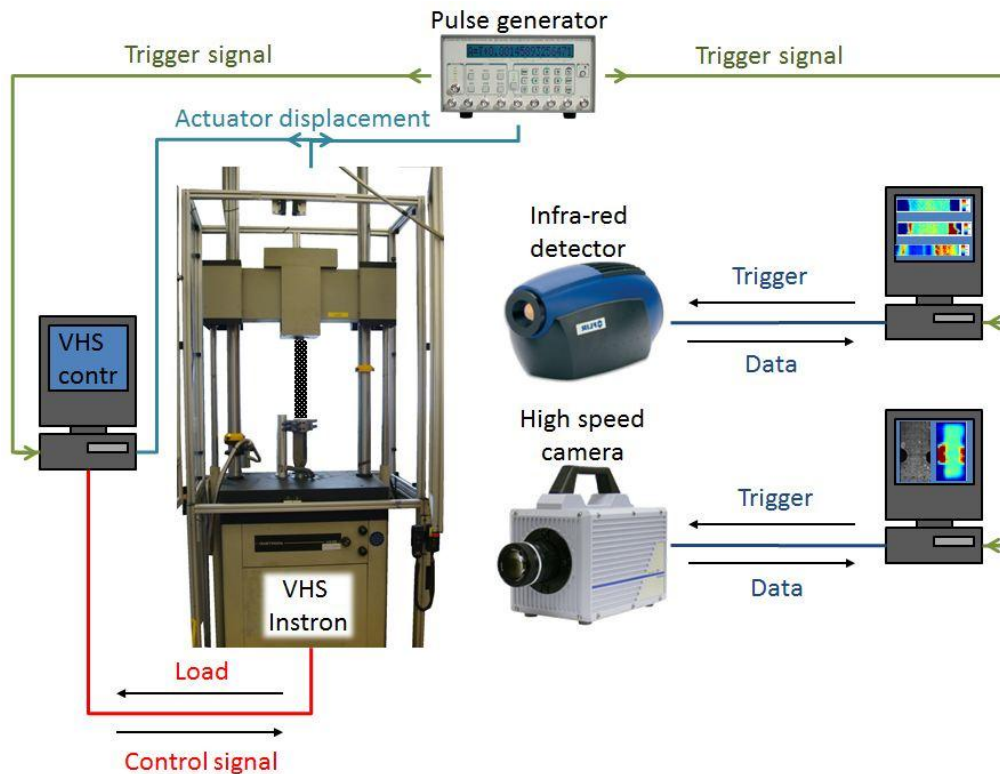 Pulse generator
Trigger signal
Trigger signal
Actuator displacement
Infra-red
detector
Trigger
Data
VHS
contr
High speed
camera
Trigger
Data
VHS
Instron
Load
Control signal